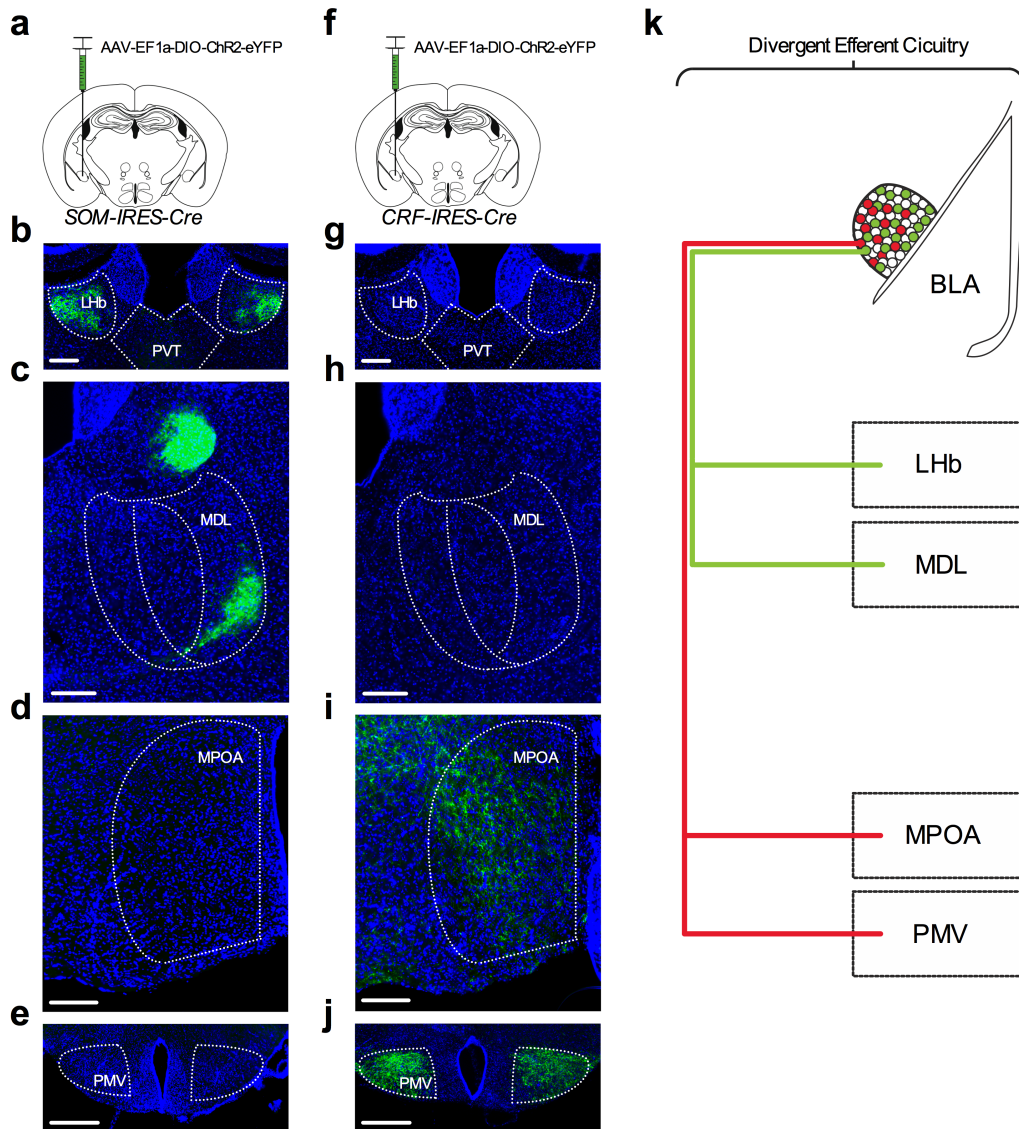 a
AAV-EF1a-DIO-ChR2-eYFP
SOM-IRES-Cre
b
LHb
PVT
c
MDL
d
MPOA
e
PMV
f
AAV-EF1a-DIO-ChR2-eYFP
CRF-IRES-Cre
g
LHb
PVT
h
MDL
i
MPOA
j
PMV
k
Divergent Efferent Cicuitry
BLA
LHb
MDL
MPOA
PMV